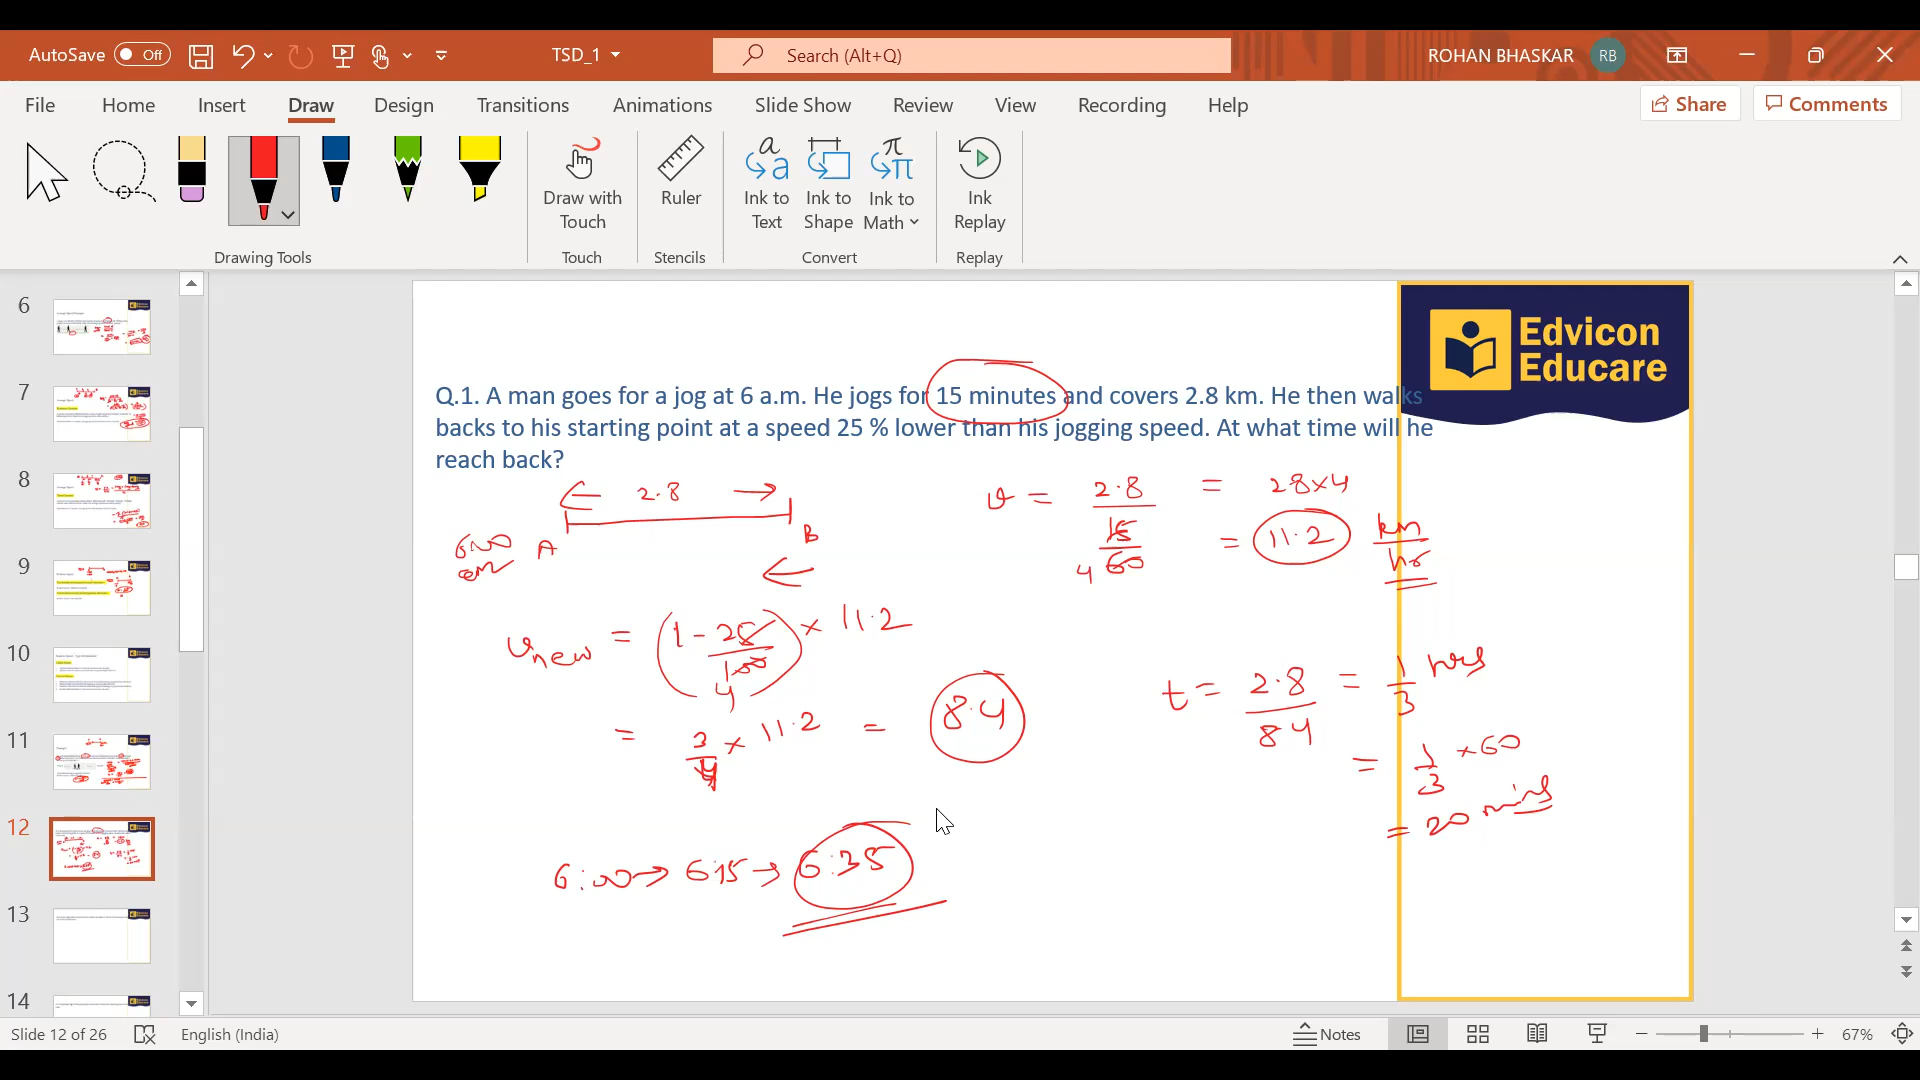 AutoSave Off TSD_1 Search (Alt+Q) ROHAN BHASKAR RB
File Home Insert Draw Design Transitions Animations Slide Show Review View Recording Help Share Comments
Draw with Touch
Ruler
Ink to Text
Ink to Shape
Ink to Math
Ink Replay
Drawing Tools Touch Stencils Convert Replay
6
7
8
9
10
11
12
13
14
Edvicon
Educare
Q.1. A man goes for a jog at 6 a.m. He jogs for 15 minutes and covers 2.8 km. He then walks
backs to his starting point at a speed 25 % lower than his jogging speed. At what time will he
reach back?
2.8
A B
v = 2.8 / 15/60 = 2.8×4
4
= 11.2 km/hr
v new = (1 - 25/100) × 11.2
4
= 3/4 × 11.2 = 8.4
t = 2.8/8.4 = 1/3 hrs
= 1/3 × 60
= 20 mins
6:00 → 6:15 → 6:35
Slide 12 of 26 English (India) Notes 67%